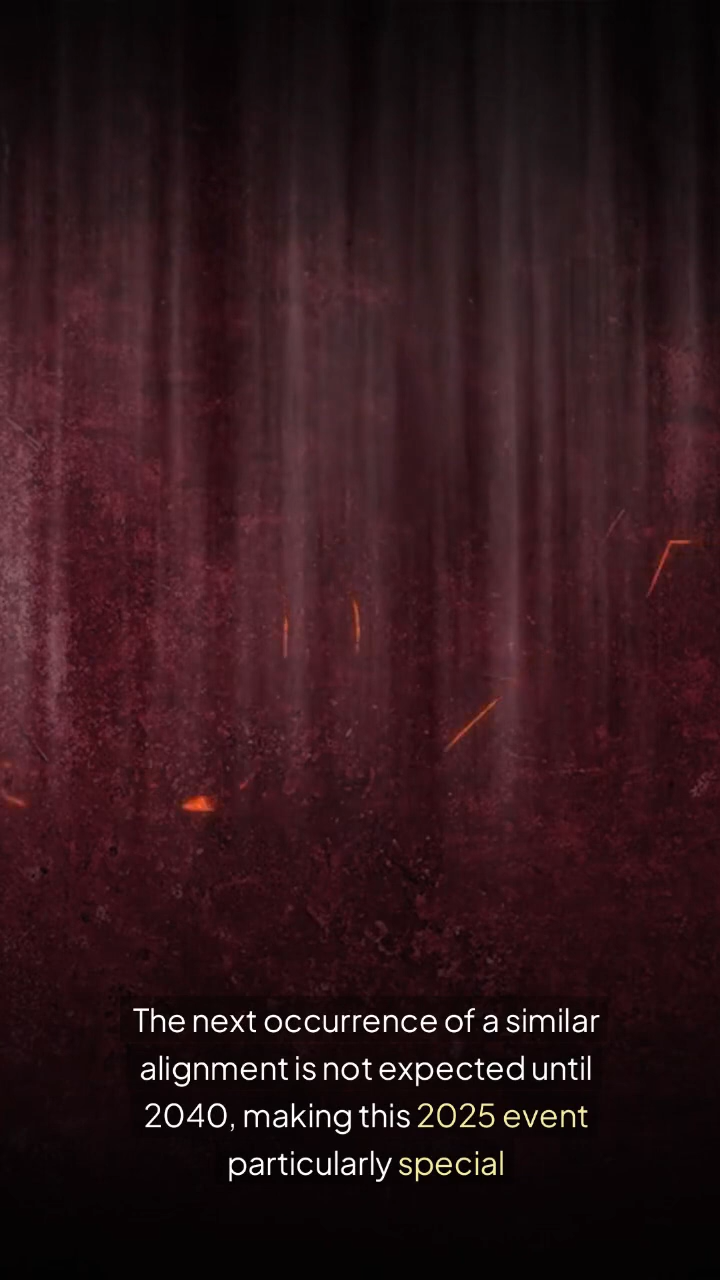 The next occurrence of a similar
alignment is not expected until
2040, making this 2025 event
particularly special